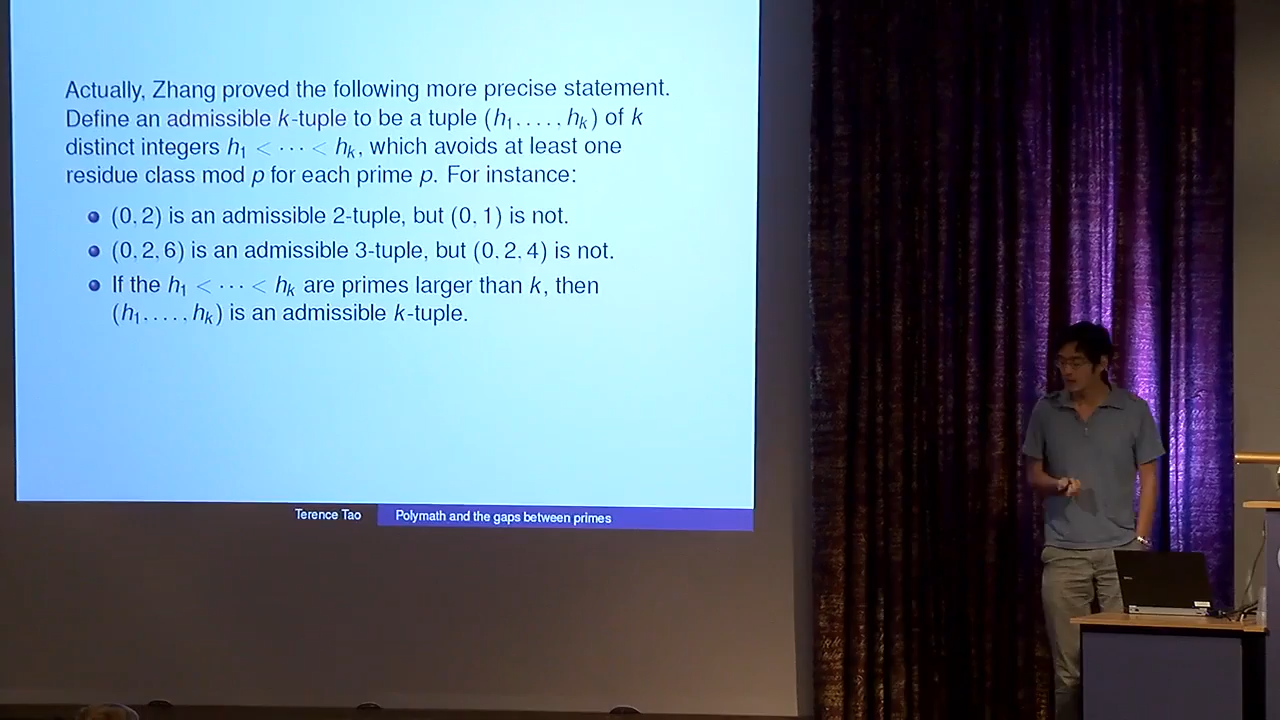 Actually, Zhang proved the following more precise statement.
Define an admissible k-tuple to be a tuple (h₁, . . . , hₖ) of k
distinct integers h₁ < · · · < hₖ, which avoids at least one
residue class mod p for each prime p. For instance:
(0, 2) is an admissible 2-tuple, but (0, 1) is not.
(0, 2, 6) is an admissible 3-tuple, but (0, 2, 4) is not.
If the h₁ < · · · < hₖ are primes larger than k, then
(h₁, . . . , hₖ) is an admissible k-tuple.
Terence Tao
Polymath and the gaps between primes